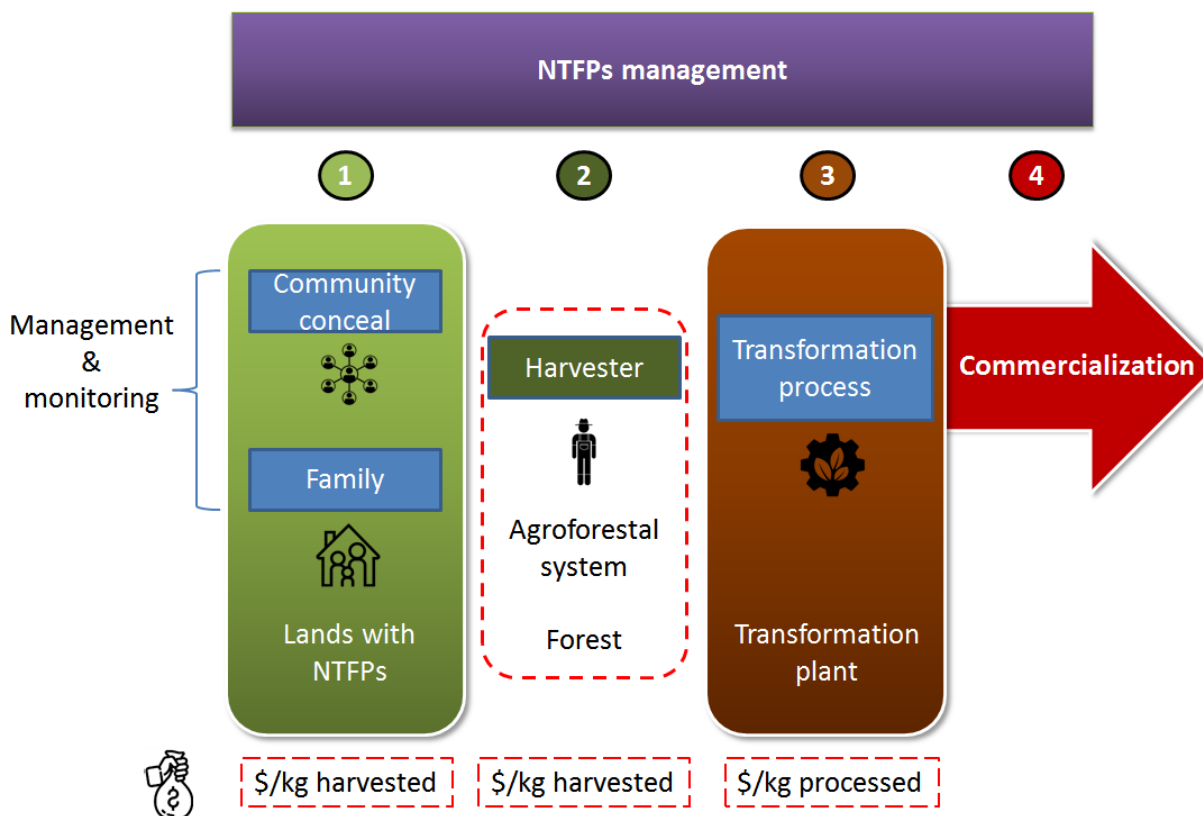 NTFPs management
1
2
3
4
Management
&
monitoring
Community
conceal
Family
Lands with
NTFPs
Harvester
Agroforestal
system
Forest
Transformation
process
Transformation
plant
Commercialization
$
$/kg harvested
$/kg harvested
$/kg processed